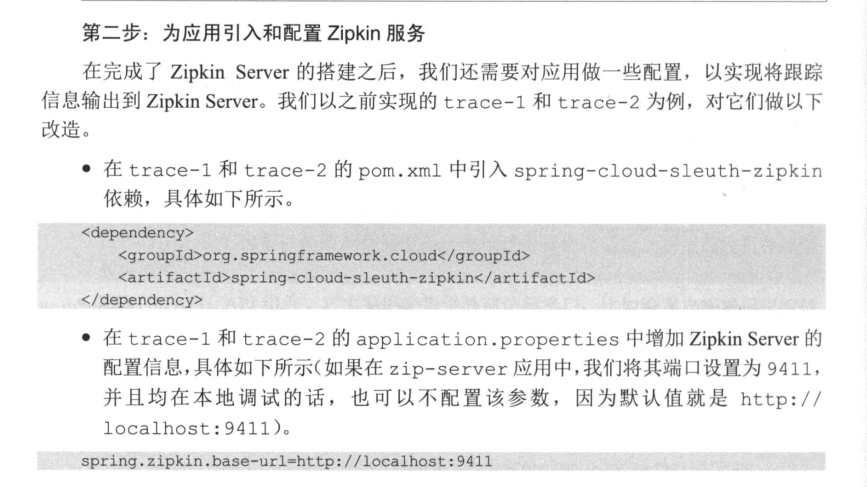 第二步：为应用引入和配置 Zipkin 服务
在完成了 Zipkin Server 的搭建之后，我们还需要对应用做一些配置，以实现将跟踪
信息输出到 Zipkin Server。我们以之前实现的 trace-1 和 trace-2 为例，对它们做以下
改造。
● 在 trace-1 和 trace-2 的 pom.xml 中引入 spring-cloud-sleuth-zipkin
依赖，具体如下所示。
<dependency>
<groupId>org.springframework.cloud</groupId>
<artifactId>spring-cloud-sleuth-zipkin</artifactId>
</dependency>
● 在 trace-1 和 trace-2 的 application.properties 中增加 Zipkin Server 的
配置信息，具体如下所示（如果在 zip-server 应用中，我们将其端口设置为 9411，
并且均在本地调试的话，也可以不配置该参数，因为默认值就是 http://
localhost:9411）。
spring.zipkin.base-url=http://localhost:9411